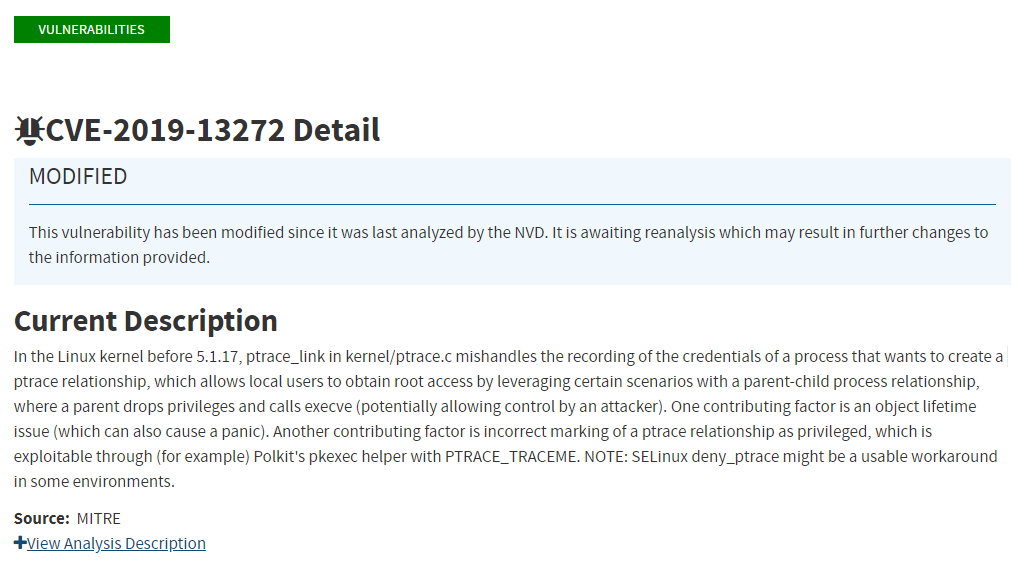 VULNERABILITIES
CVE-2019-13272 Detail
MODIFIED
This vulnerability has been modified since it was last analyzed by the NVD. It is awaiting reanalysis which may result in further changes to
the information provided.
Current Description
In the Linux kernel before 5.1.17, ptrace_link in kernel/ptrace.c mishandles the recording of the credentials of a process that wants to create a
ptrace relationship, which allows local users to obtain root access by leveraging certain scenarios with a parent-child process relationship,
where a parent drops privileges and calls execve (potentially allowing control by an attacker). One contributing factor is an object lifetime
issue (which can also cause a panic). Another contributing factor is incorrect marking of a ptrace relationship as privileged, which is
exploitable through (for example) Polkit's pkexec helper with PTRACE_TRACEME. NOTE: SELinux deny_ptrace might be a usable workaround
in some environments.
Source: MITRE
View Analysis Description